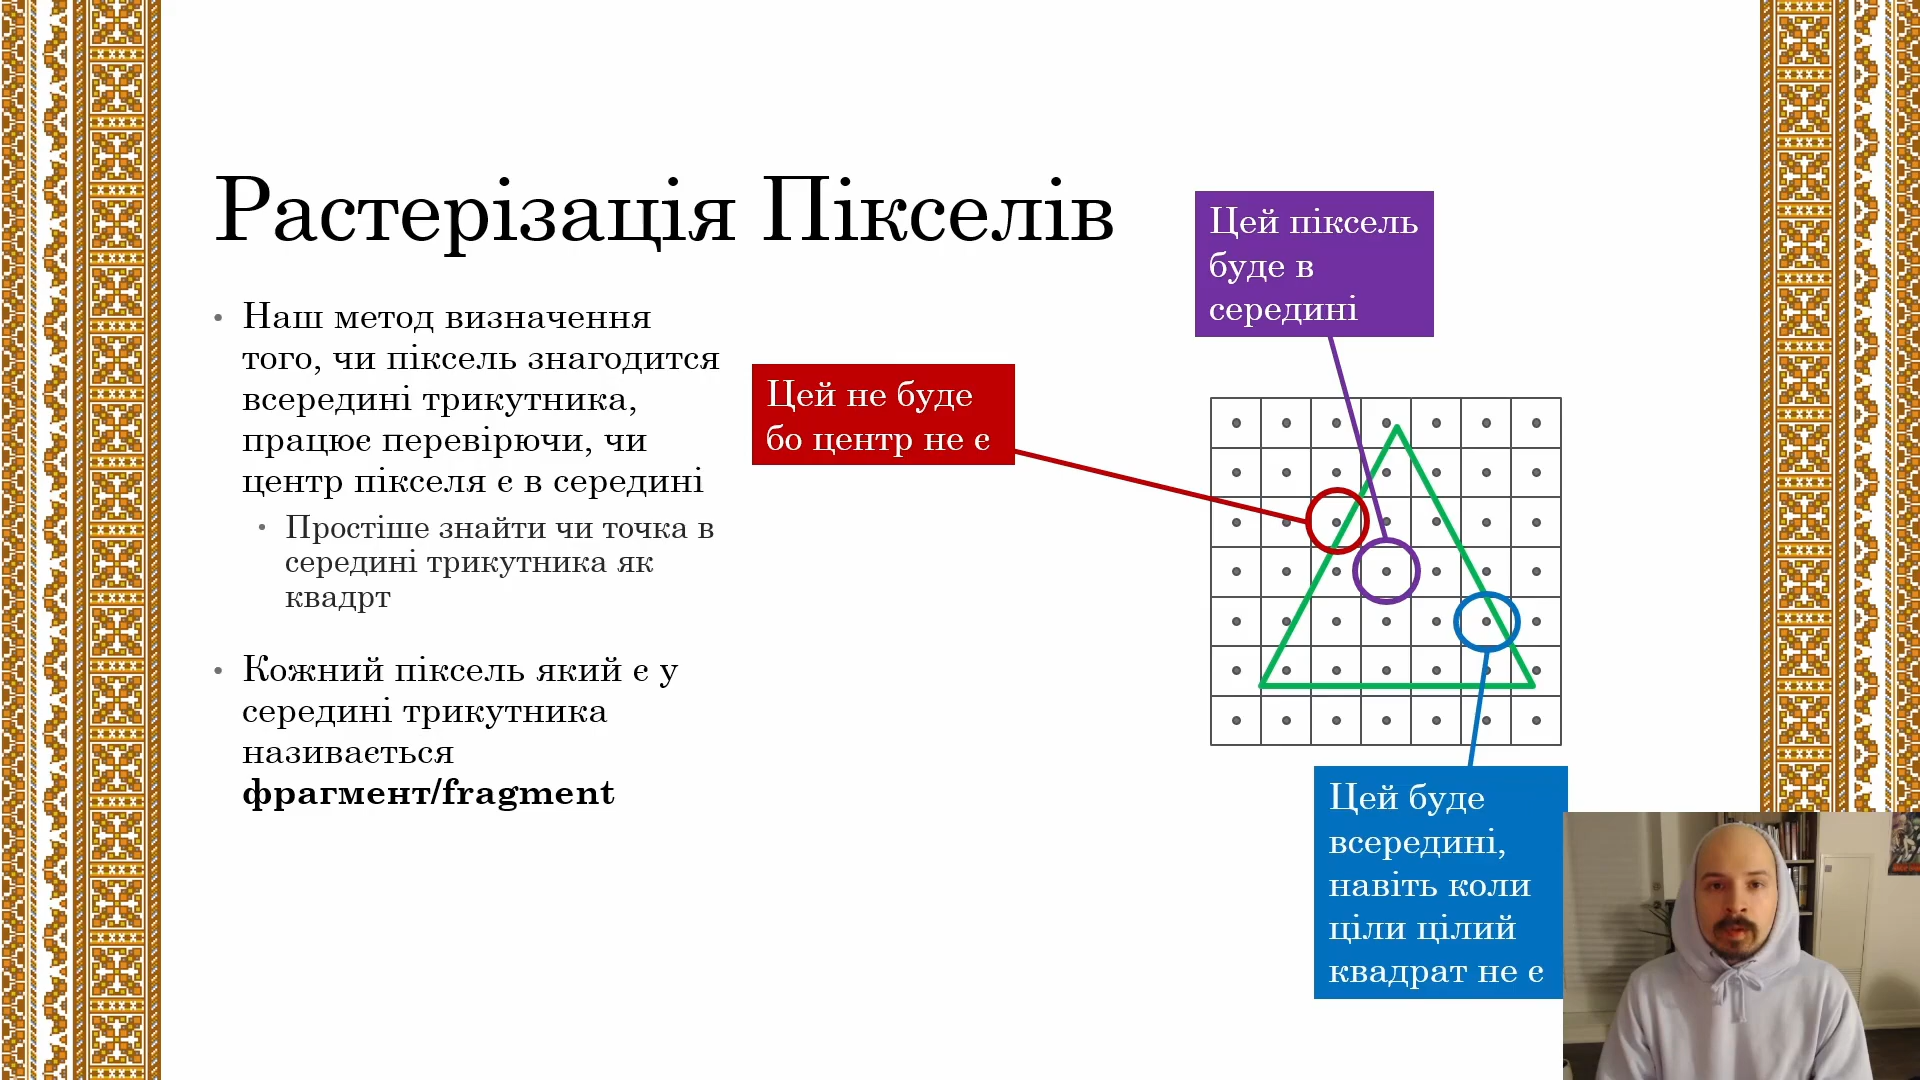 Растерізація Пікселів
Наш метод визначення
того, чи піксель знагодится
всередині трикутника,
працює перевірючи, чи
центр пікселя є в середині
Простіше знайти чи точка в
середині трикутника як
квадрт
Кожний піксель який є у
середині трикутника
називається
фрагмент/fragment
Цей не буде
бо центр не є
Цей піксель
буде в
середині
Цей буде
всередині,
навіть коли
ціли цілий
квадрат не є